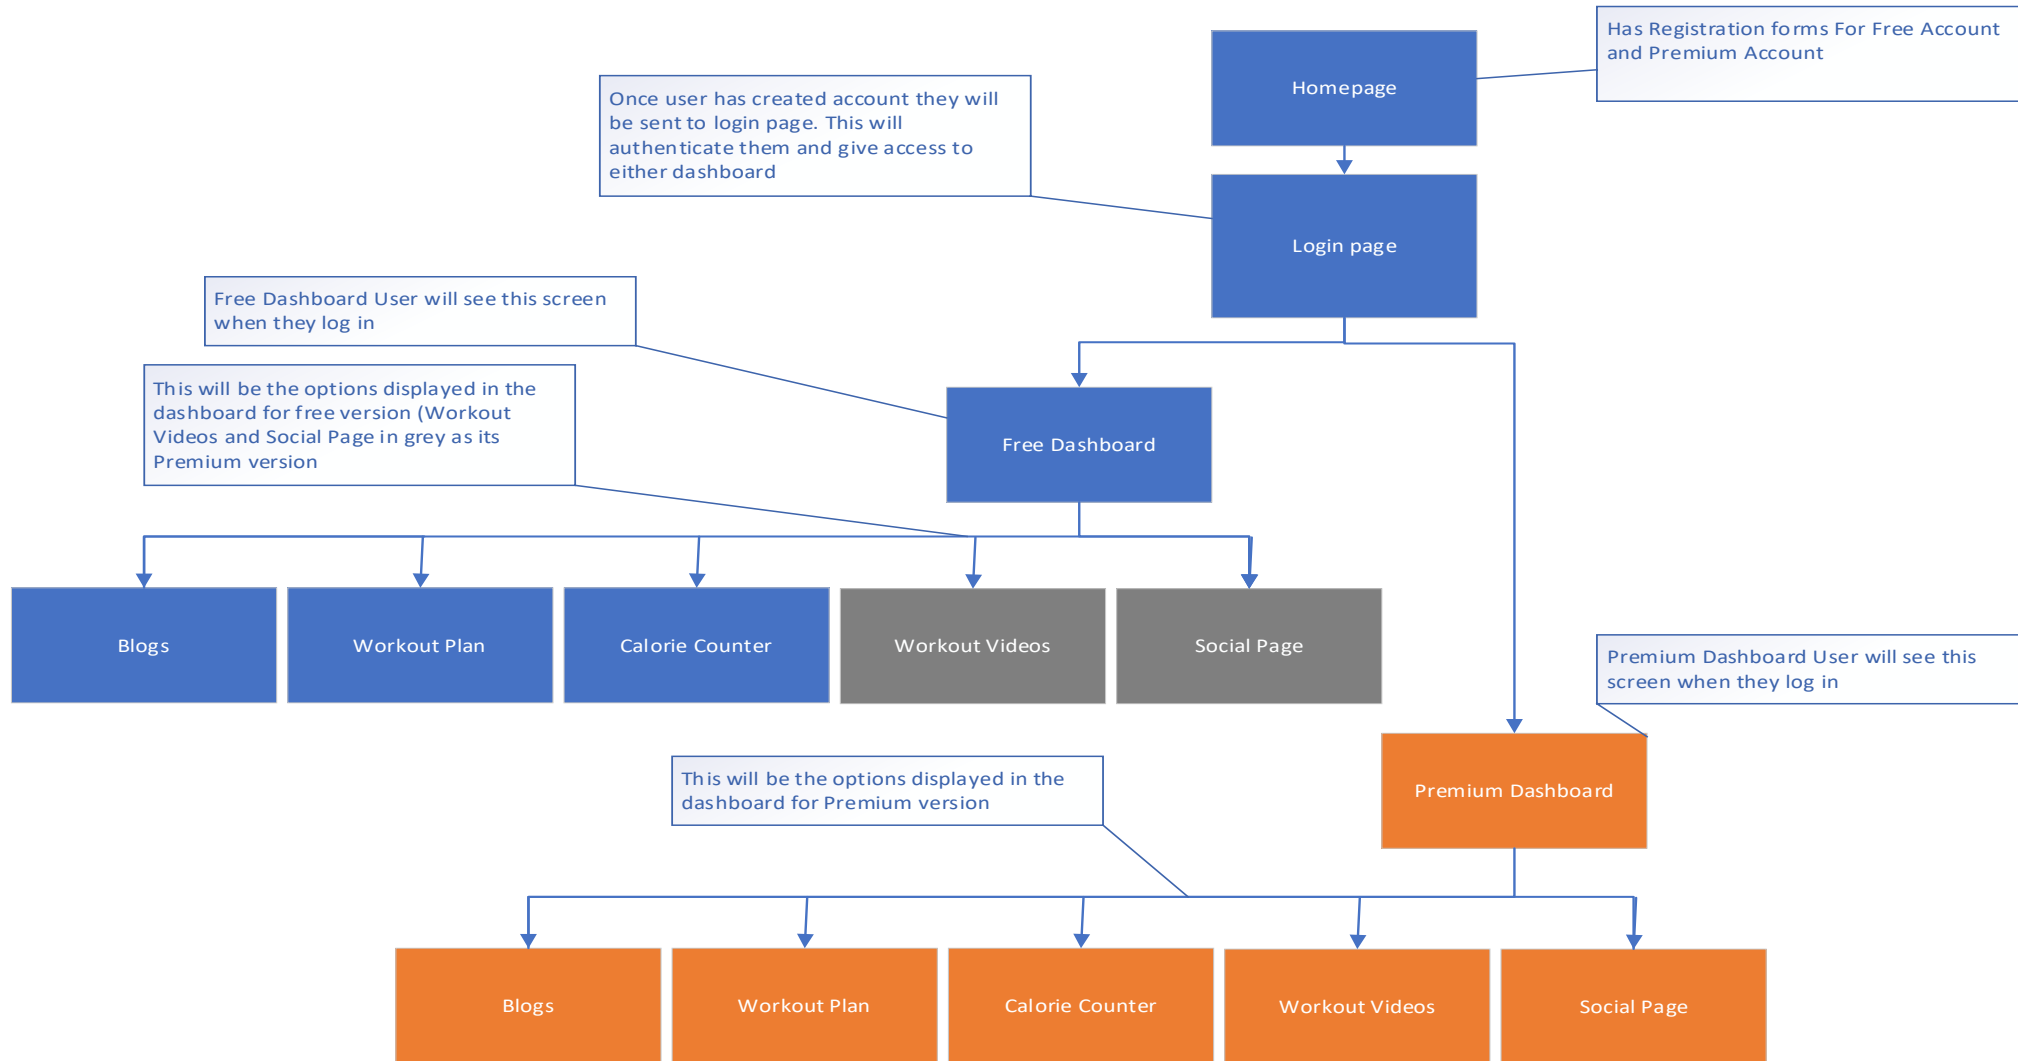 Has Registration forms For Free Account
and Premium Account
Homepage
Once user has created account they will
be sent to login page. This will
authenticate them and give access to
either dashboard
Login page
Free Dashboard User will see this screen
when they log in
This will be the options displayed in the
dashboard for free version (Workout
Videos and Social Page in grey as its
Premium version
Free Dashboard
Blogs
Workout Plan
Calorie Counter
Workout Videos
Social Page
Premium Dashboard User will see this
screen when they log in
This will be the options displayed in the
dashboard for Premium version
Premium Dashboard
Blogs
Workout Plan
Calorie Counter
Workout Videos
Social Page